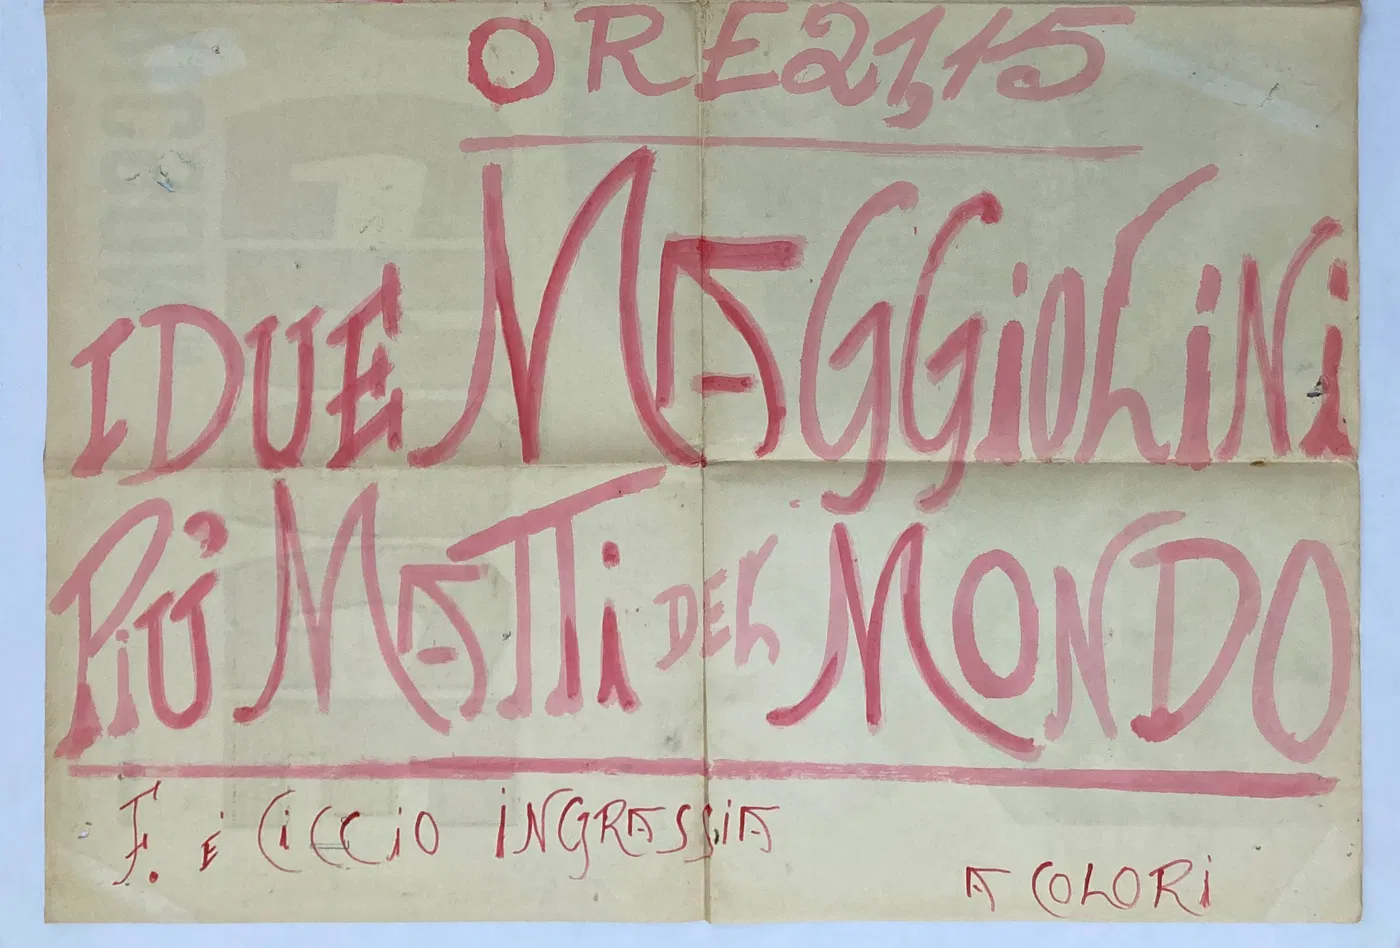 ORE 21,15
I DUE MAGGIOLINI
PiÙ MATTi DEL MONDO
F. E CICCIO INGRASSIA
A COLORI